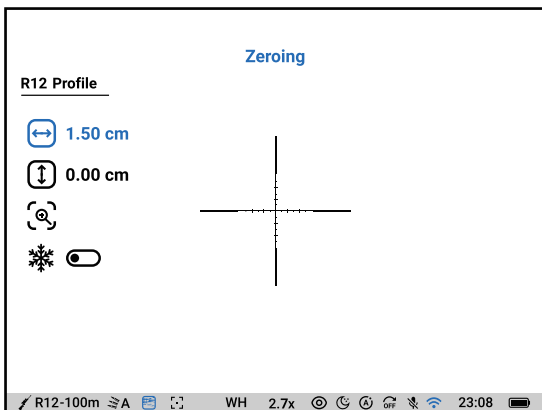 Zeroing
R12 Profile
1.50 cm
0.00 cm
R12-100m A WH 2.7x A OFF 23:08